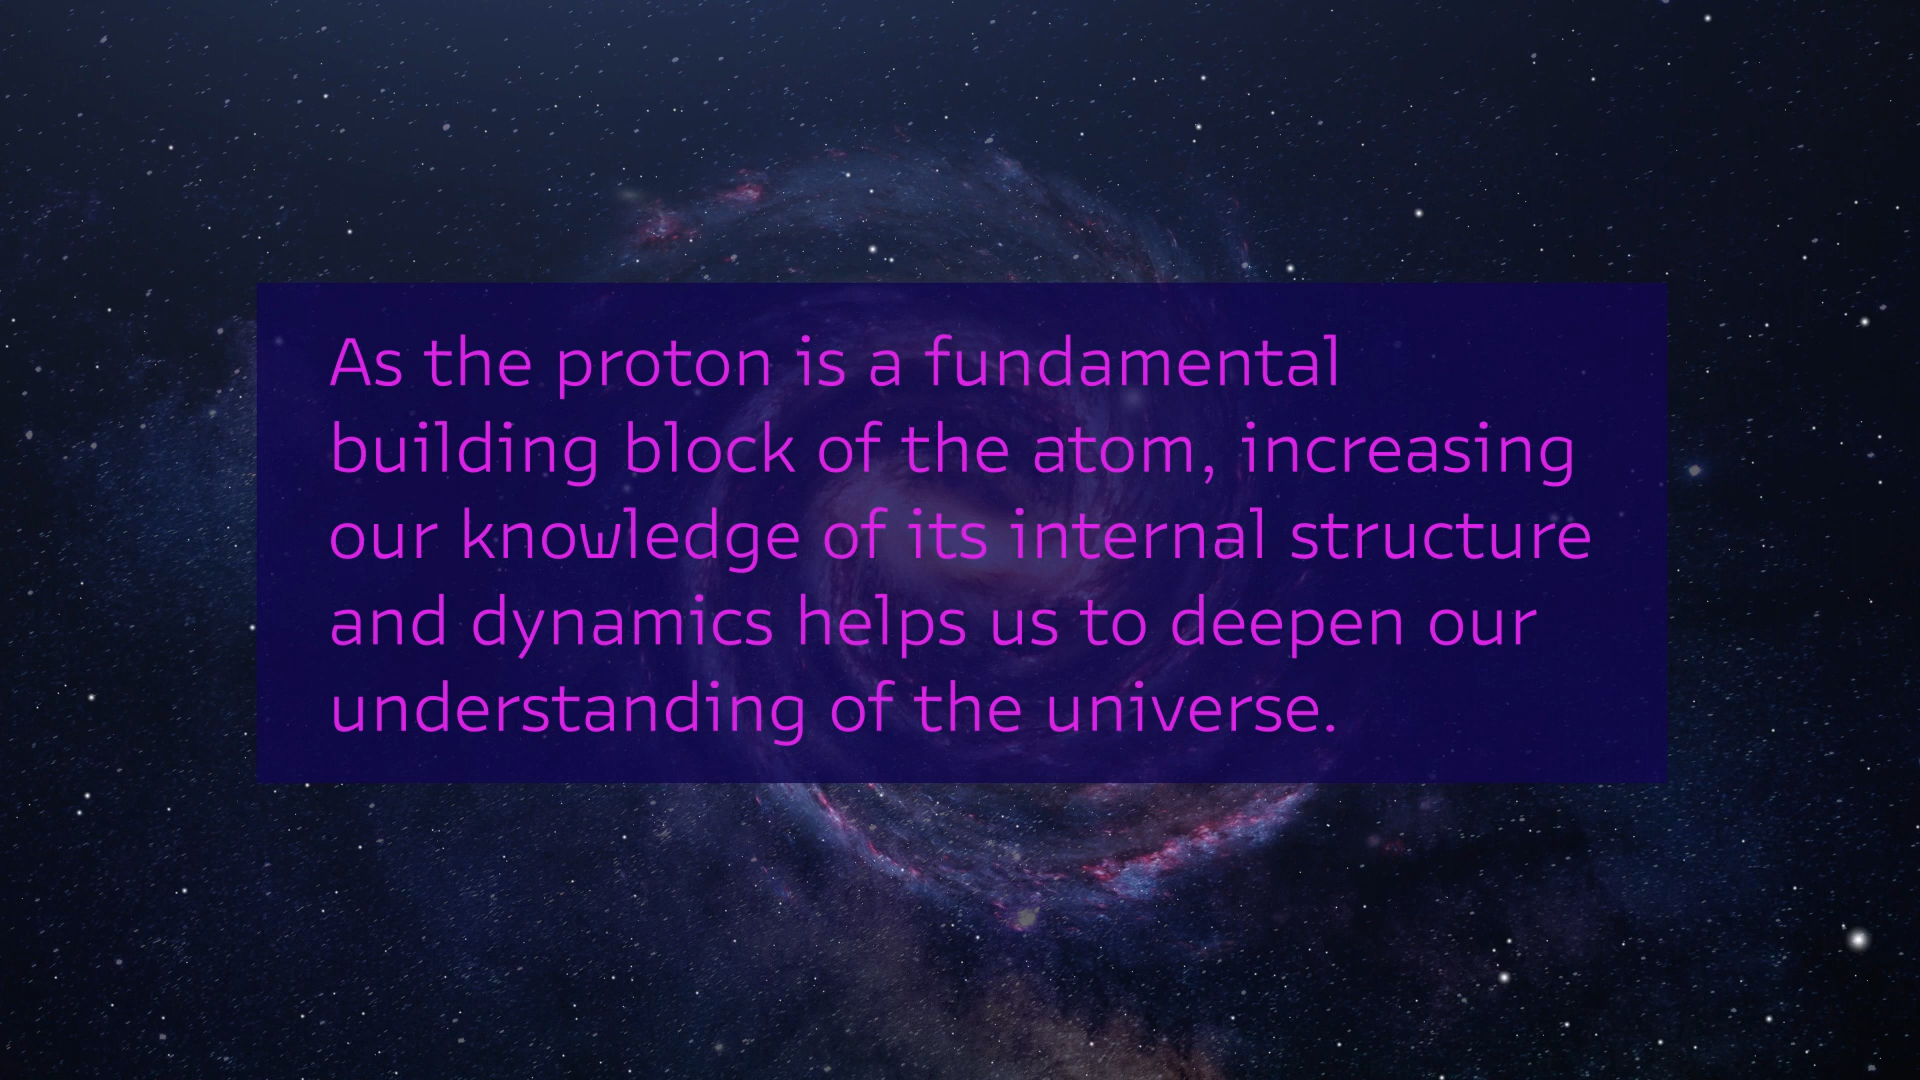 As the proton is a fundamental
building block of the atom, increasing
our knowledge of its internal structure
and dynamics helps us to deepen our
understanding of the universe.